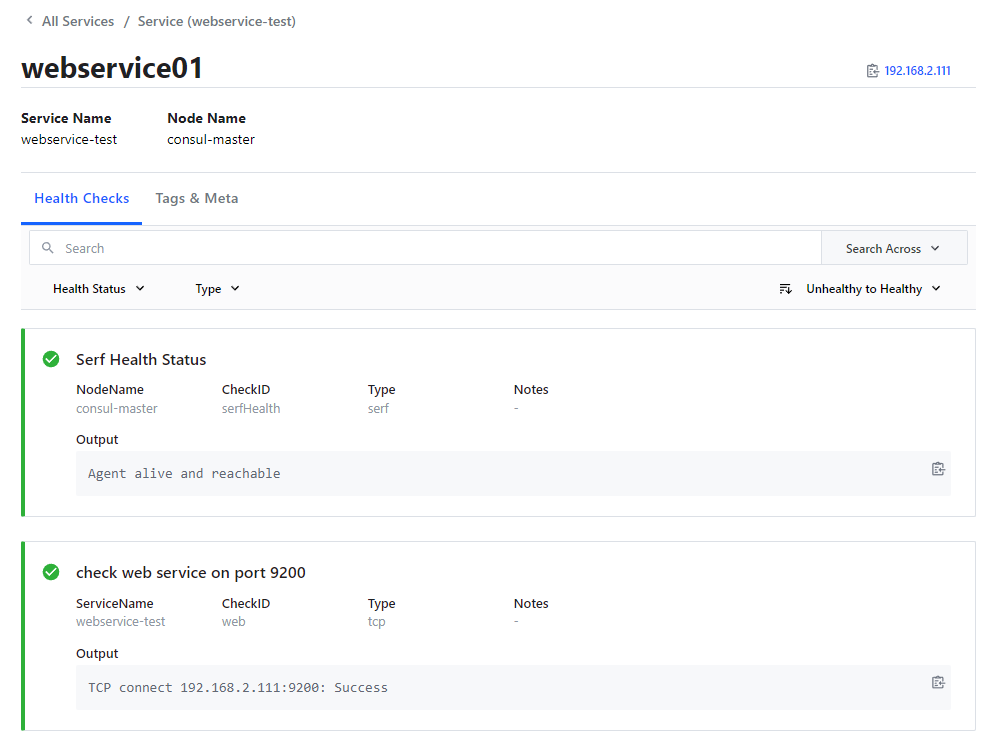 All Services / Service (webservice-test)
webservice01
192.168.2.111
Service Name Node Name
webservice-test consul-master
Health Checks Tags & Meta
Search Search Across
Health Status Type Unhealthy to Healthy
Serf Health Status
NodeName CheckID Type Notes
consul-master serfHealth serf -
Output
Agent alive and reachable
check web service on port 9200
ServiceName CheckID Type Notes
webservice-test web tcp -
Output
TCP connect 192.168.2.111:9200: Success